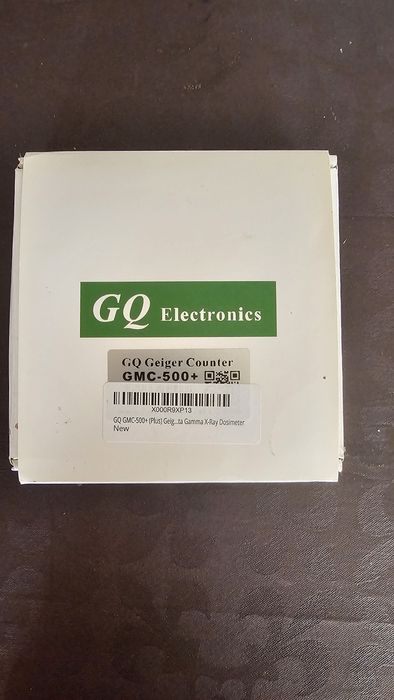 GQ Electronics
GQ Geiger Counter
GMC-500+
X000R9XP13
GQ GMC-500+ (Plus) Geig...ta Gamma X-Ray Dosimeter
New